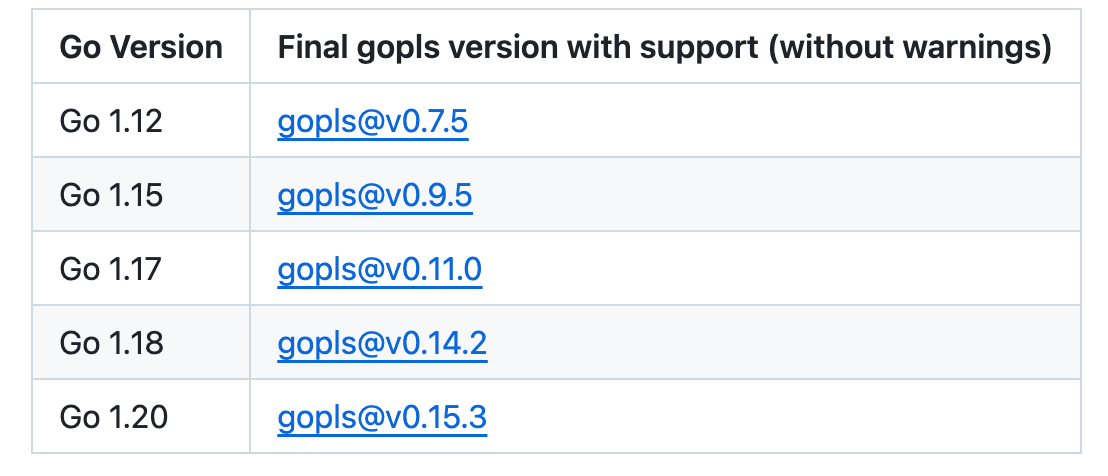 Go Version Final gopls version with support (without warnings)
Go 1.12 gopls@v0.7.5
Go 1.15 gopls@v0.9.5
Go 1.17 gopls@v0.11.0
Go 1.18 gopls@v0.14.2
Go 1.20 gopls@v0.15.3